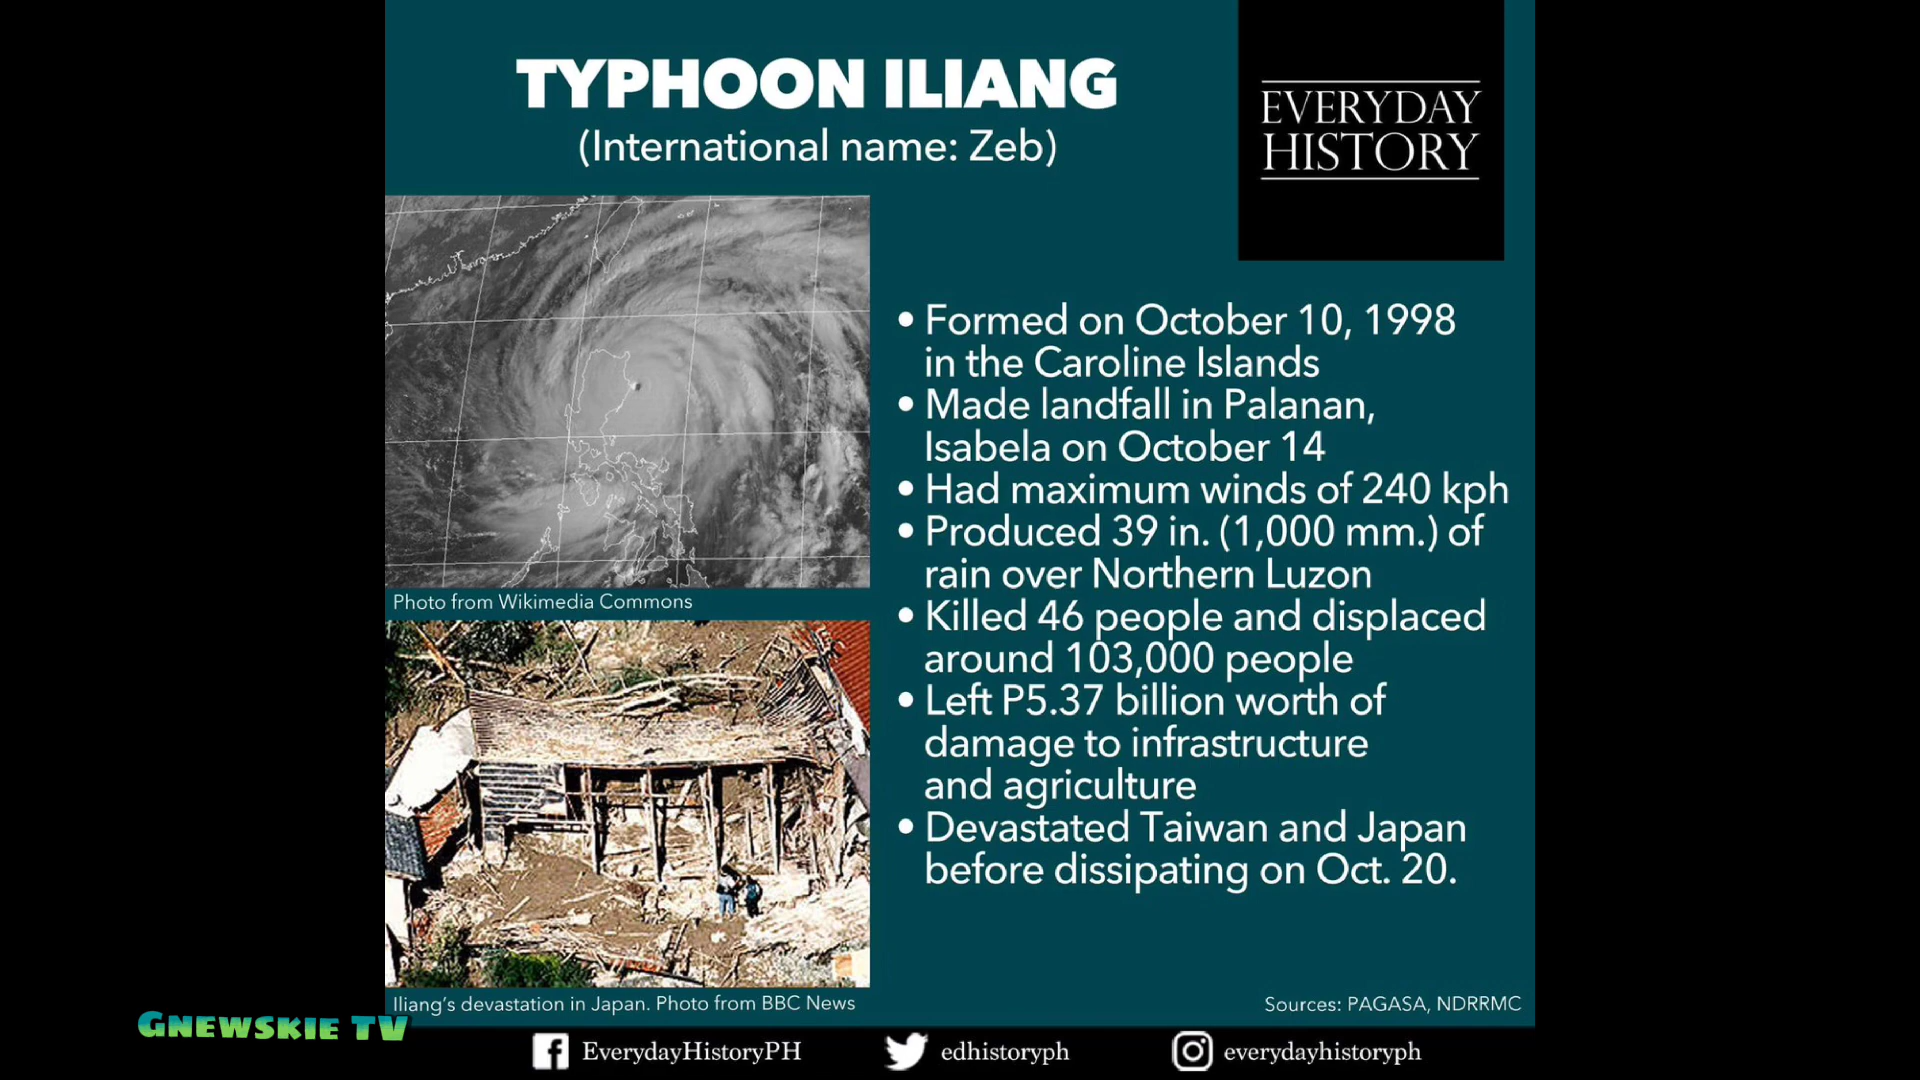 TYPHOON ILIANG
(International name: Zeb)
EVERYDAY
HISTORY
Photo from Wikimedia Commons
• Formed on October 10, 1998
in the Caroline Islands
• Made landfall in Palanan,
Isabela on October 14
• Had maximum winds of 240 kph
• Produced 39 in. (1,000 mm.) of
rain over Northern Luzon
• Killed 46 people and displaced
around 103,000 people
• Left P5.37 billion worth of
damage to infrastructure
and agriculture
• Devastated Taiwan and Japan
before dissipating on Oct. 20.
Iliang's devastation in Japan. Photo from BBC News
Sources: PAGASA, NDRRMC
GNEWSKIE TV
EverydayHistoryPH
edhistoryph
everydayhistoryph